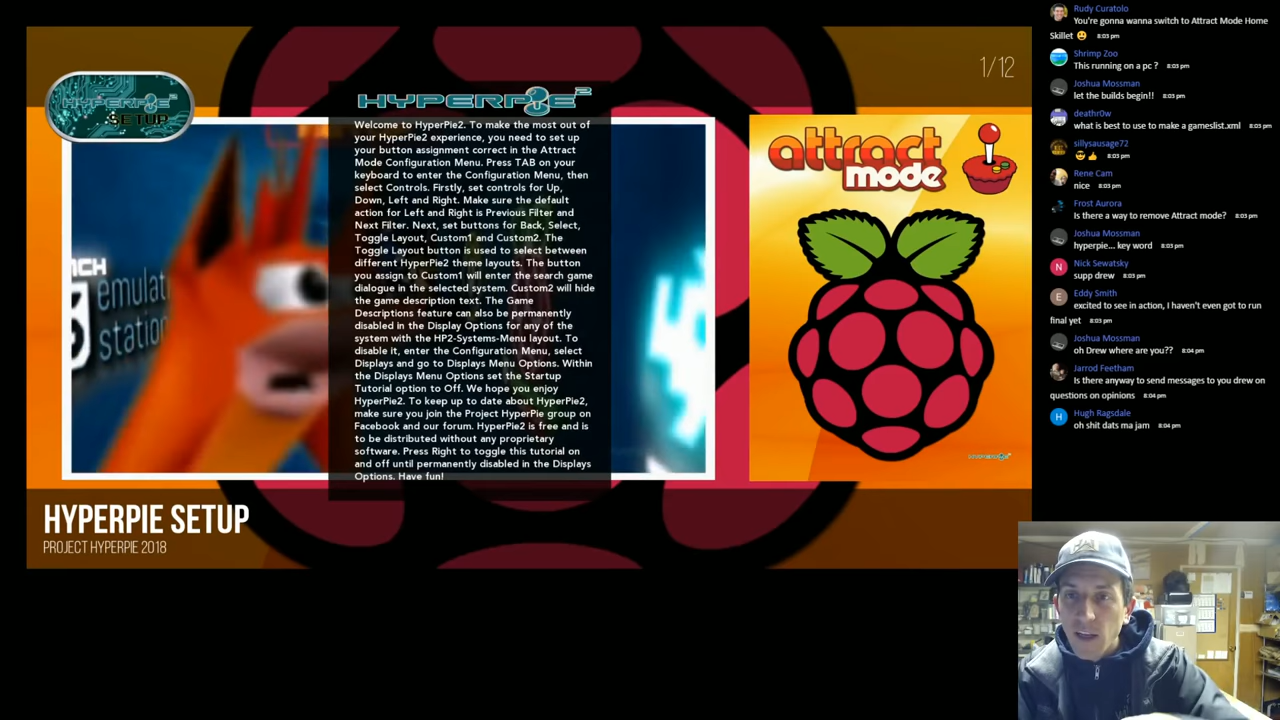 1/12
HYPERPIE2
SETUP
HYPERPIE2
Welcome to HyperPie2. To make the most out of
your HyperPie2 experience, you need to set up
your button assignment correct in the Attract
Mode Configuration Menu. Press TAB on your
keyboard to enter the Configuration Menu, then
select Controls. Firstly, set controls for Up,
Down, Left and Right. Make sure the default
action for Left and Right is Previous Filter and
Next Filter. Next, set buttons for Back, Select,
Toggle Layout, Custom1 and Custom2. The
Toggle Layout button is used to select between
different HyperPie2 theme layouts. The button
you assign to Custom1 will enter the search game
dialogue in the selected system. Custom2 will hide
the game description text. The Game
Descriptions feature can also be permanently
disabled in the Display Options for any of the
system with the HP2-Systems-Menu layout. To
disable it, enter the Configuration Menu, select
Displays and go to Displays Menu Options. Within
the Displays Menu Options set the Startup
Tutorial option to Off. We hope you enjoy
HyperPie2. To keep up to date about HyperPie2,
make sure you join the Project HyperPie group on
Facebook and our forum. HyperPie2 is free and is
to be distributed without any proprietary
software. Press Right to toggle this tutorial on
and off until permanently disabled in the Displays
Options. Have fun!
NCH
emulat
station
attract
mode
HYPERPIE SETUP
PROJECT HYPERPIE 2018
Rudy Curatolo
You're gonna wanna switch to Attract Mode Home
Skillet 😃 8:03 pm
Shrimp Zoo
This running on a pc ? 8:03 pm
Joshua Mossman
let the builds begin!! 8:03 pm
deathr0w
what is best to use to make a gameslist.xml 8:03 pm
sillysausage72
😎👍 8:03 pm
Rene Cam
nice 8:03 pm
Frost Aurora
Is there a way to remove Attract mode? 8:03 pm
Joshua Mossman
hyperpie... key word 8:03 pm
N
Nick Sewatsky
supp drew 8:03 pm
E
Eddy Smith
excited to see in action, I haven't even got to run
final yet 8:03 pm
Joshua Mossman
oh Drew where are you?? 8:04 pm
Jarrod Feetham
Is there anyway to send messages to you drew on
questions on opinions 8:04 pm
H
Hugh Ragsdale
oh shit dats ma jam 8:04 pm